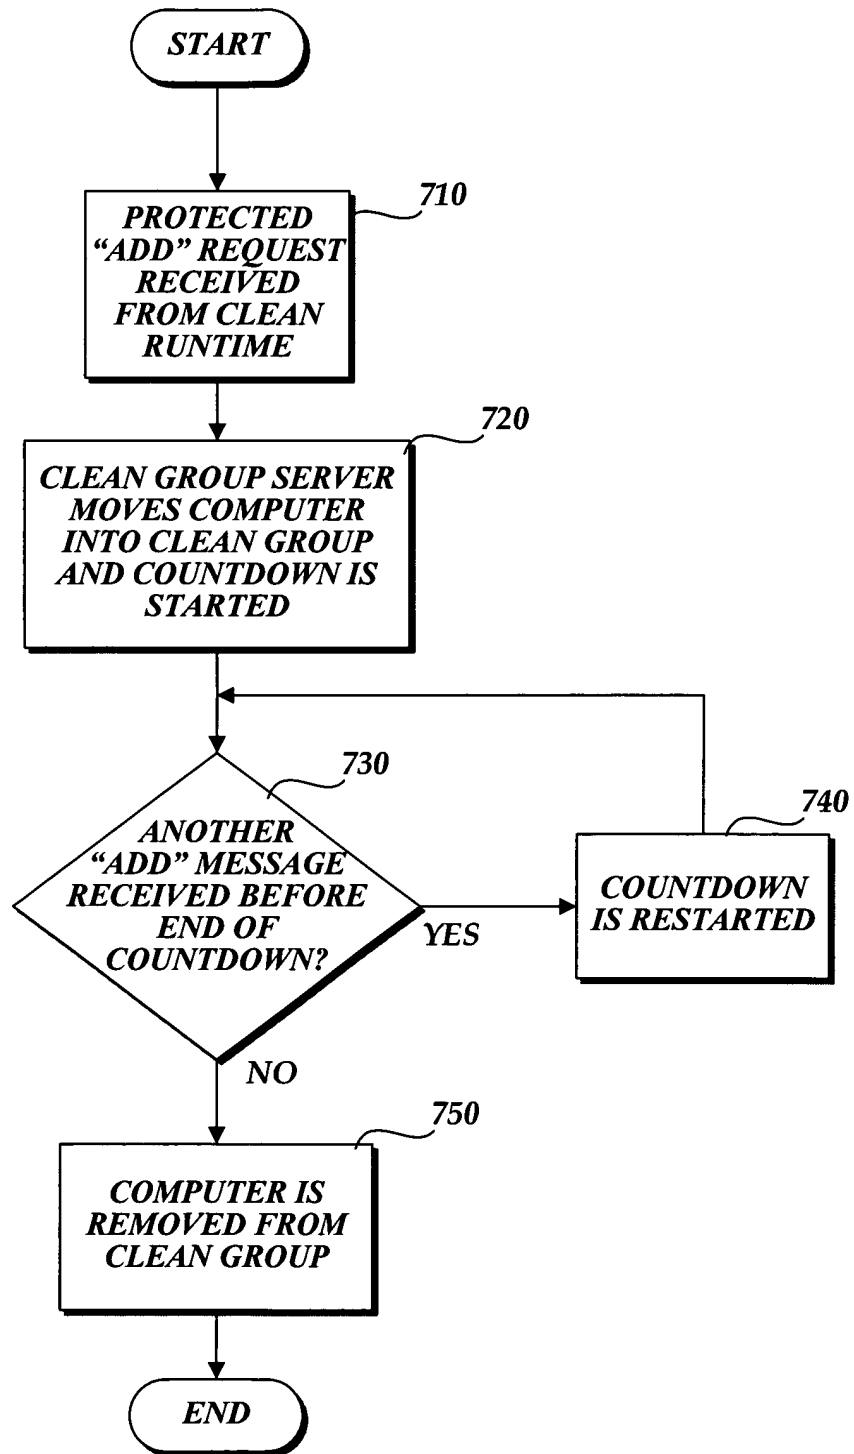 START
710
PROTECTED
“ADD” REQUEST
RECEIVED
FROM CLEAN
RUNTIME
720
CLEAN GROUP SERVER
MOVES COMPUTER
INTO CLEAN GROUP
AND COUNTDOWN IS
STARTED
730
ANOTHER
“ADD” MESSAGE
RECEIVED BEFORE
END OF
COUNTDOWN?
YES
740
COUNTDOWN
IS RESTARTED
NO
750
COMPUTER IS
REMOVED FROM
CLEAN GROUP
END